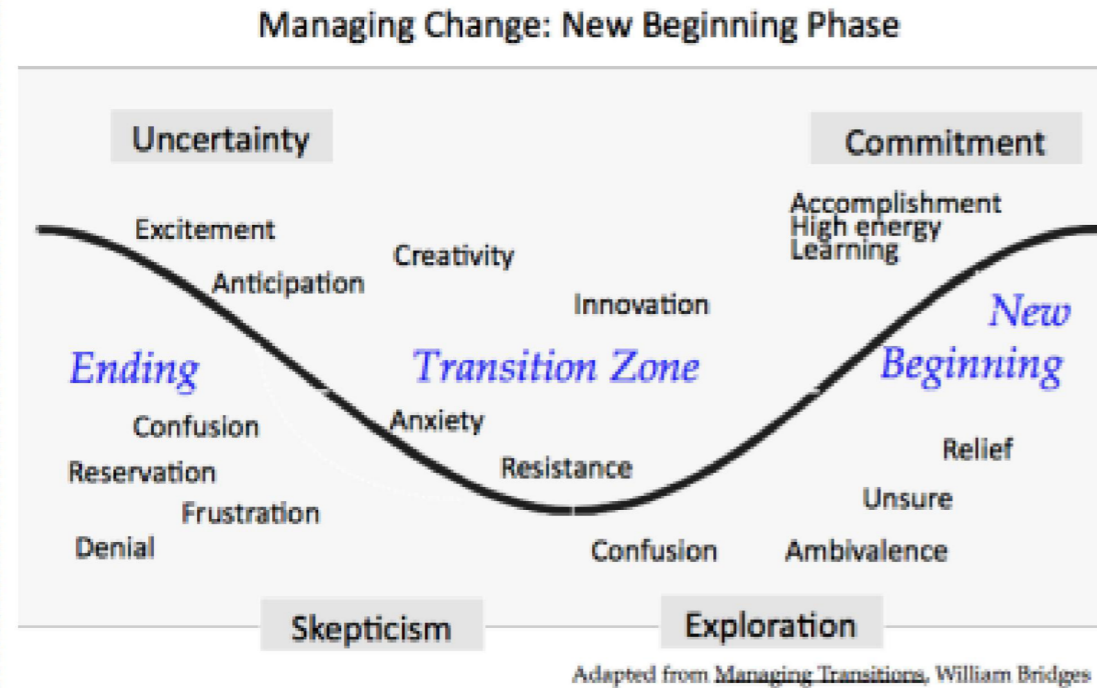 Managing Change: New Beginning Phase
Uncertainty
Commitment
Excitement
Anticipation
Creativity
Innovation
Accomplishment
High energy
Learning
Ending
Transition Zone
New
Beginning
Confusion
Reservation
Frustration
Denial
Anxiety
Resistance
Confusion
Relief
Unsure
Ambivalence
Skepticism
Exploration
Adapted from Managing Transitions, William Bridges